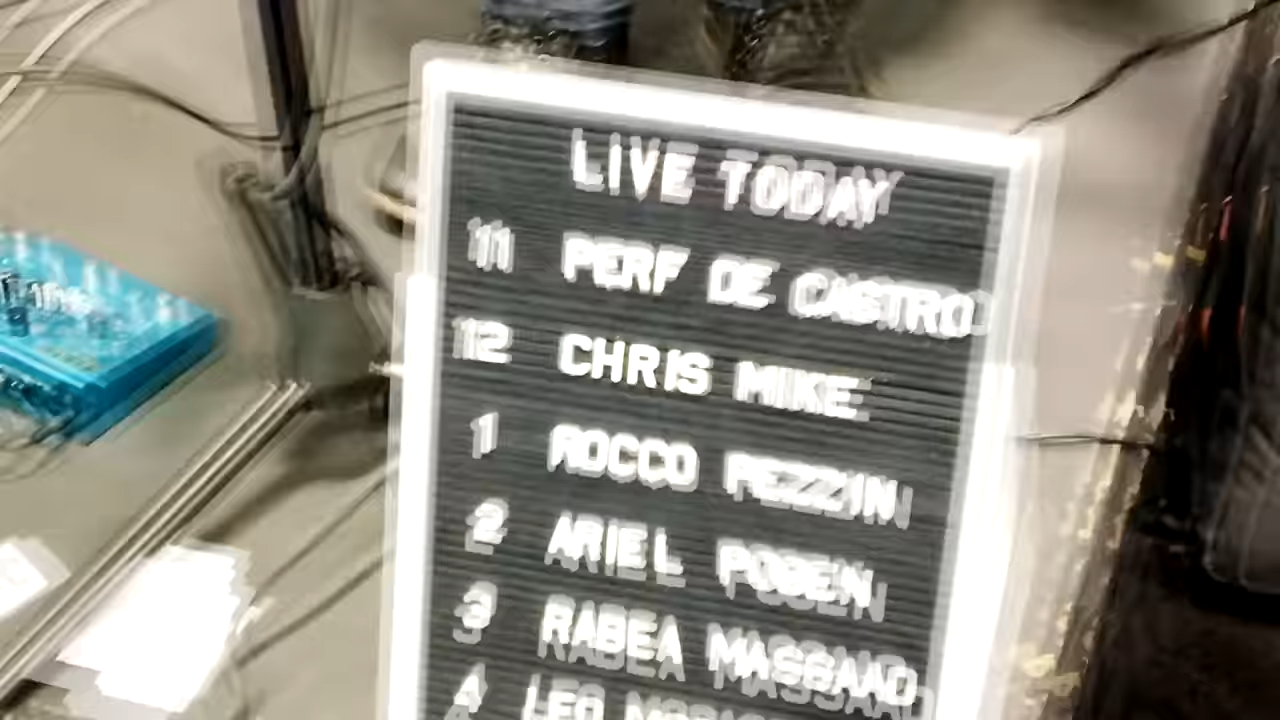 LIVE TODAY
11 PERF DE CASTRO
12 CHRIS MIKE
1 ROCCO PEZZIN
2 ARIEL POSEN
3 RABEA MASSAAD
4 LEO